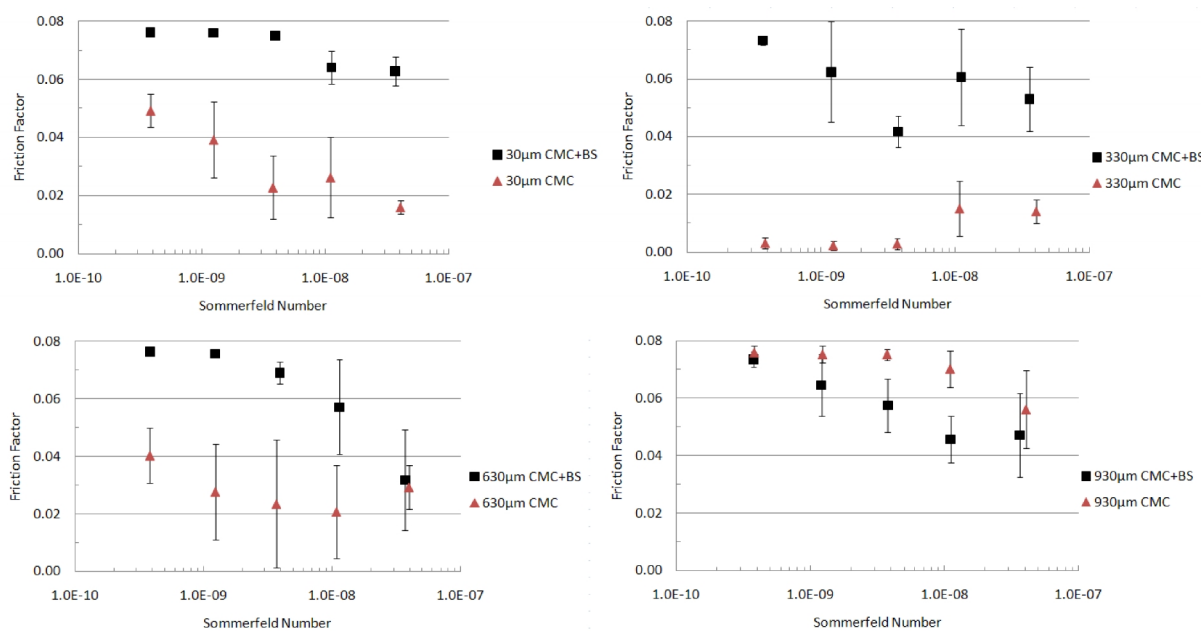 0.08
0.06
0.04
0.02
0.00
Friction Factor
1.0E-10 1.0E-09 1.0E-08 1.0E-07
Sommerfeld Number
30μm CMC+BS
30μm CMC
0.08
0.06
0.04
0.02
0.00
Friction Factor
1.0E-10 1.0E-09 1.0E-08 1.0E-07
Sommerfeld Number
330μm CMC+BS
330μm CMC
0.08
0.06
0.04
0.02
0.00
Friction Factor
1.0E-10 1.0E-09 1.0E-08 1.0E-07
Sommerfeld Number
630μm CMC+BS
630μm CMC
0.08
0.06
0.04
0.02
0.00
Friction Factor
1.0E-10 1.0E-09 1.0E-08 1.0E-07
Sommerfeld Number
930μm CMC+BS
930μm CMC